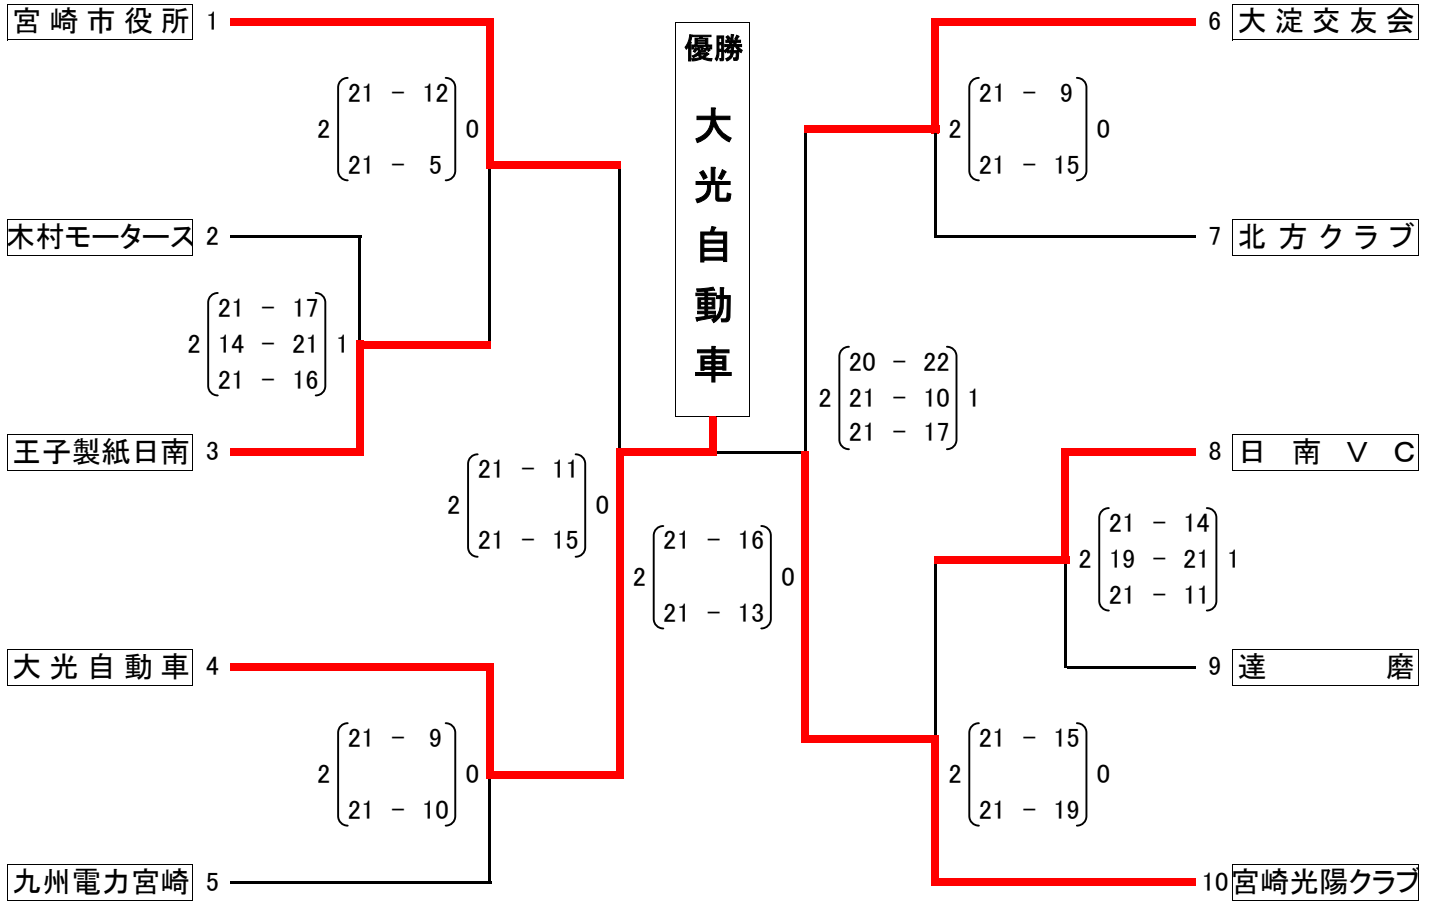 宮崎市役所 1
21 - 12
2 0
21 - 5
木村モータース 2
21 - 17
2 14 - 21 1
21 - 16
王子製紙日南 3
21 - 11
2 0
21 - 15
大光自動車 4
21 - 9
2 0
21 - 10
九州電力宮崎 5
優勝
大光自動車
21 - 16
2 0
21 - 13
6 大淀交友会
21 - 9
2 0
21 - 15
7 北方クラブ
20 - 22
2 21 - 10 1
21 - 17
8 日南VC
21 - 14
2 19 - 21 1
21 - 11
9 達磨
21 - 15
2 0
21 - 19
10 宮崎光陽クラブ